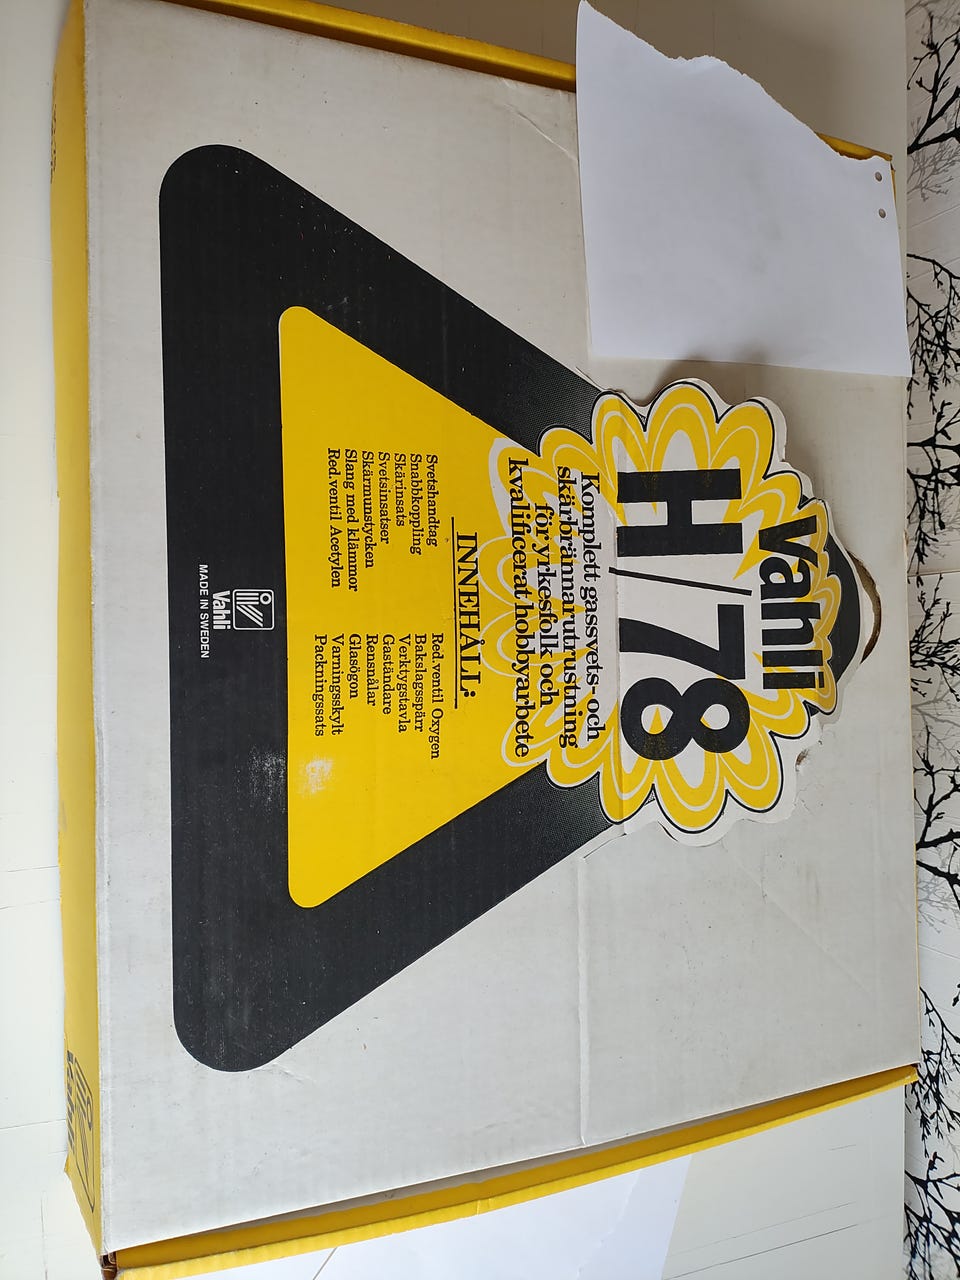 Vahli
H/78
Komplett gassvets- och
skärbrännarutrustning
för yrkesfolk och
kvalificerat hobbyarbete
INNEHÅLL:
Svetshandtag
Snabbkoppling
Skärinsats
Svetsinsatser
Skärmunstycken
Slang med klämmor
Red.ventil Acetylen
Red.ventil Oxygen
Bakslagsspärr
Verktygstavla
Gaständare
Rensnålar
Glasögon
Varningsskylt
Packningssats
Vahli
MADE IN SWEDEN